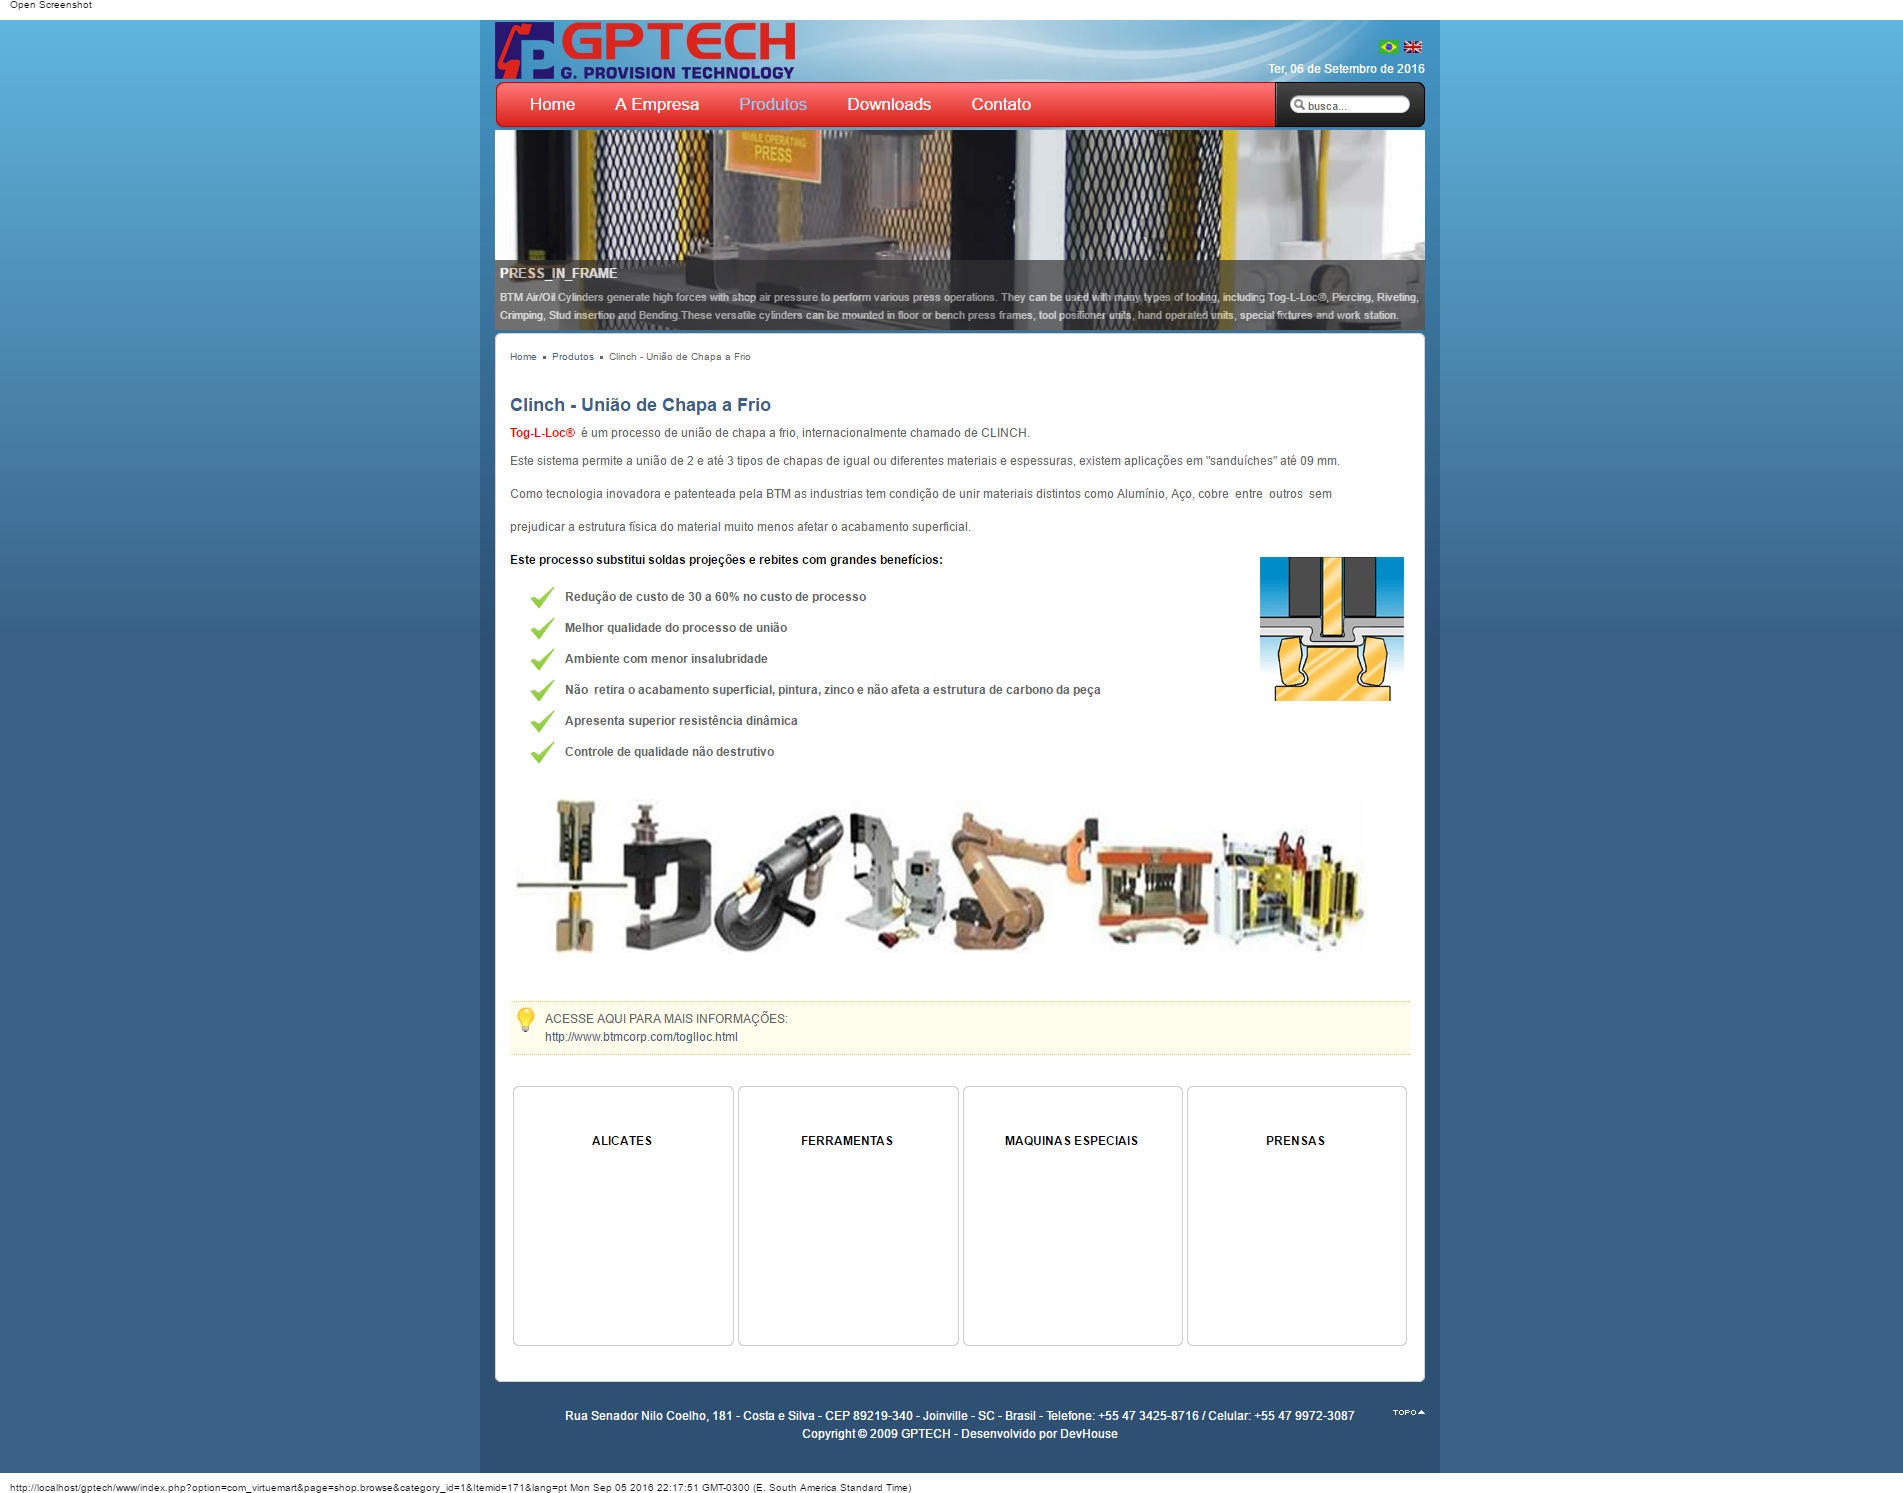 Open Screenshot
GPTECH
G. PROVISION TECHNOLOGY
Ter, 06 de Setembro de 2016
Home A Empresa Produtos Downloads Contato
busca...
WHILE OPERATING
PRESS
PRESS_IN_FRAME
BTM Air/Oil Cylinders generate high forces with shop air pressure to perform various press operations. They can be used with many types of tooling, including Tog-L-Loc®, Piercing, Riveting,
Crimping, Stud insertion and Bending.These versatile cylinders can be mounted in floor or bench press frames, tool positioner units, hand operated units, special fixtures and work station.
Home Produtos Clinch - União de Chapa a Frio
Clinch - União de Chapa a Frio
Tog-L-Loc® é um processo de união de chapa a frio, internacionalmente chamado de CLINCH.
Este sistema permite a união de 2 e até 3 tipos de chapas de igual ou diferentes materiais e espessuras, existem aplicações em "sanduíches" até 09 mm.
Como tecnologia inovadora e patenteada pela BTM as industrias tem condição de unir materiais distintos como Alumínio, Aço, cobre entre outros sem
prejudicar a estrutura física do material muito menos afetar o acabamento superficial.
Este processo substitui soldas projeções e rebites com grandes benefícios:
Redução de custo de 30 a 60% no custo de processo
Melhor qualidade do processo de união
Ambiente com menor insalubridade
Não retira o acabamento superficial, pintura, zinco e não afeta a estrutura de carbono da peça
Apresenta superior resistência dinâmica
Controle de qualidade não destrutivo
ACESSE AQUI PARA MAIS INFORMAÇÕES:
http://www.btmcorp.com/toglloc.html
ALICATES FERRAMENTAS MAQUINAS ESPECIAIS PRENSAS
Rua Senador Nilo Coelho, 181 - Costa e Silva - CEP 89219-340 - Joinville - SC - Brasil - Telefone: +55 47 3425-8716 / Celular: +55 47 9972-3087
TOPO
Copyright © 2009 GPTECH - Desenvolvido por DevHouse
http://localhost/gptech/www/index.php?option=com_virtuemart&page=shop.browse&category_id=1&Itemid=171&lang=pt Mon Sep 05 2016 22:17:51 GMT-0300 (E. South America Standard Time)